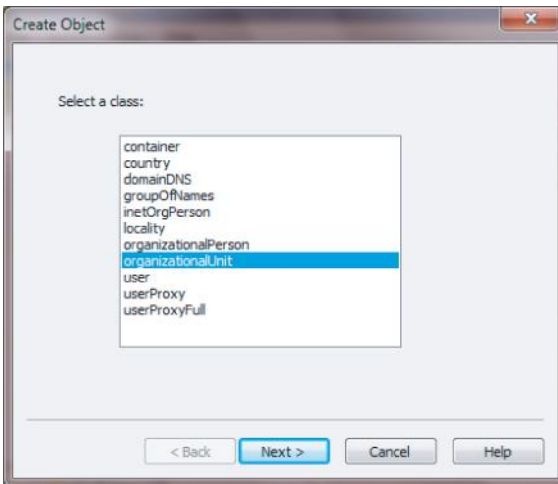 Create Object
Select a class:
container
country
domainDNS
groupOfNames
inetOrgPerson
locality
organizationalPerson
organizationalUnit
user
userProxy
userProxyFull
< Back Next > Cancel Help